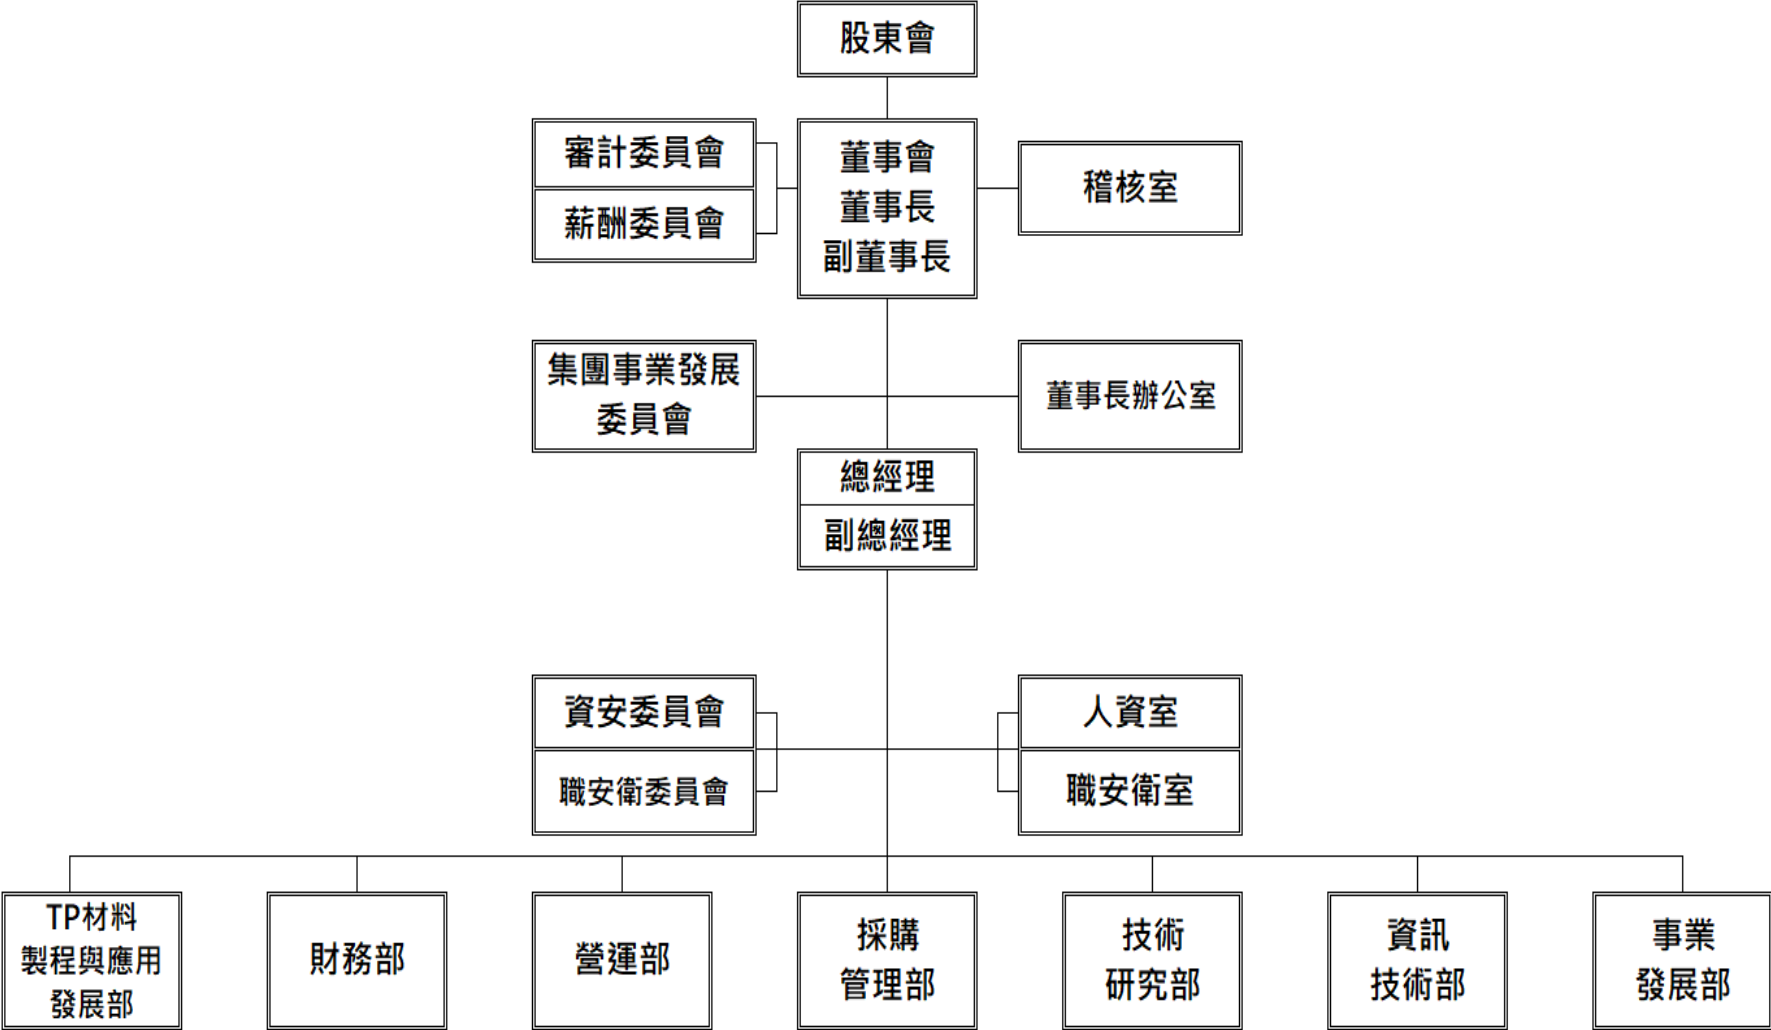 股東會
審計委員會
薪酬委員會
董事會
董事長
副董事長
稽核室
集團事業發展
委員會
董事長辦公室
總經理
副總經理
資安委員會
職安衛委員會
人資室
職安衛室
TP材料
製程與應用
發展部
財務部
營運部
採購
管理部
技術
研究部
資訊
技術部
事業
發展部